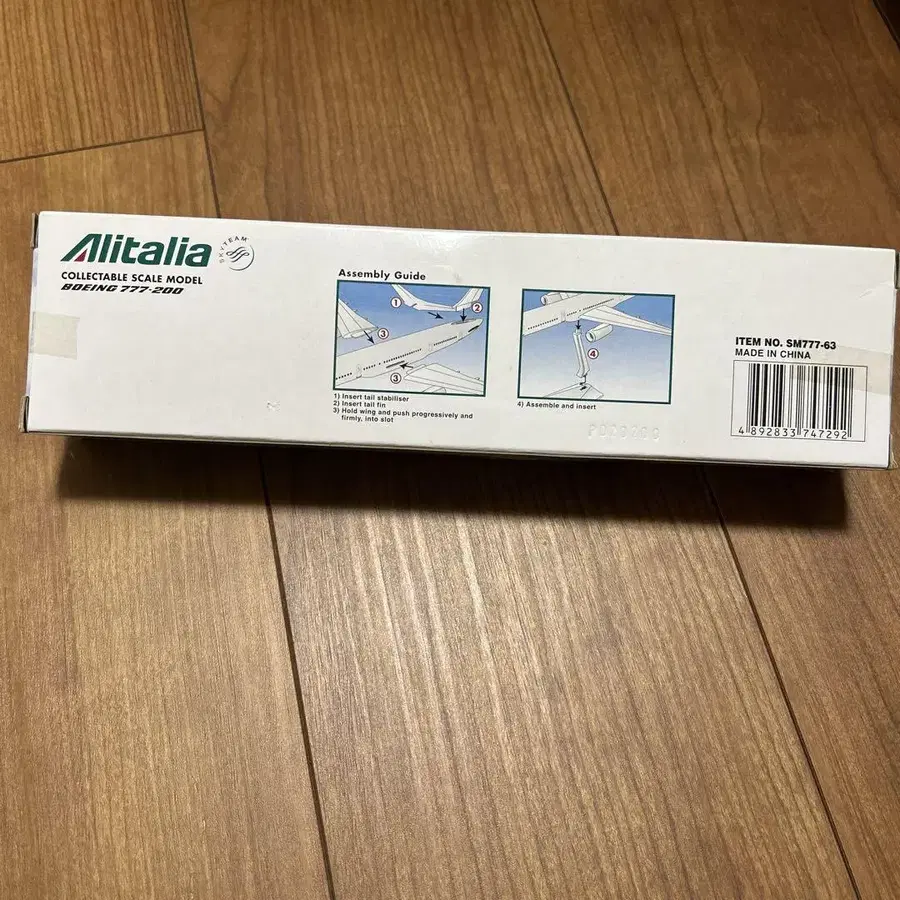 Alitalia
SKYTEAM
COLLECTABLE SCALE MODEL
BOEING 777-200
Assembly Guide
1
2
3
3
1) Insert tail stabiliser
2) Insert tail fin
3) Hold wing and push progressively and
firmly, into slot
4
4) Assemble and insert
ITEM NO. SM777-63
MADE IN CHINA
4 892833 747292